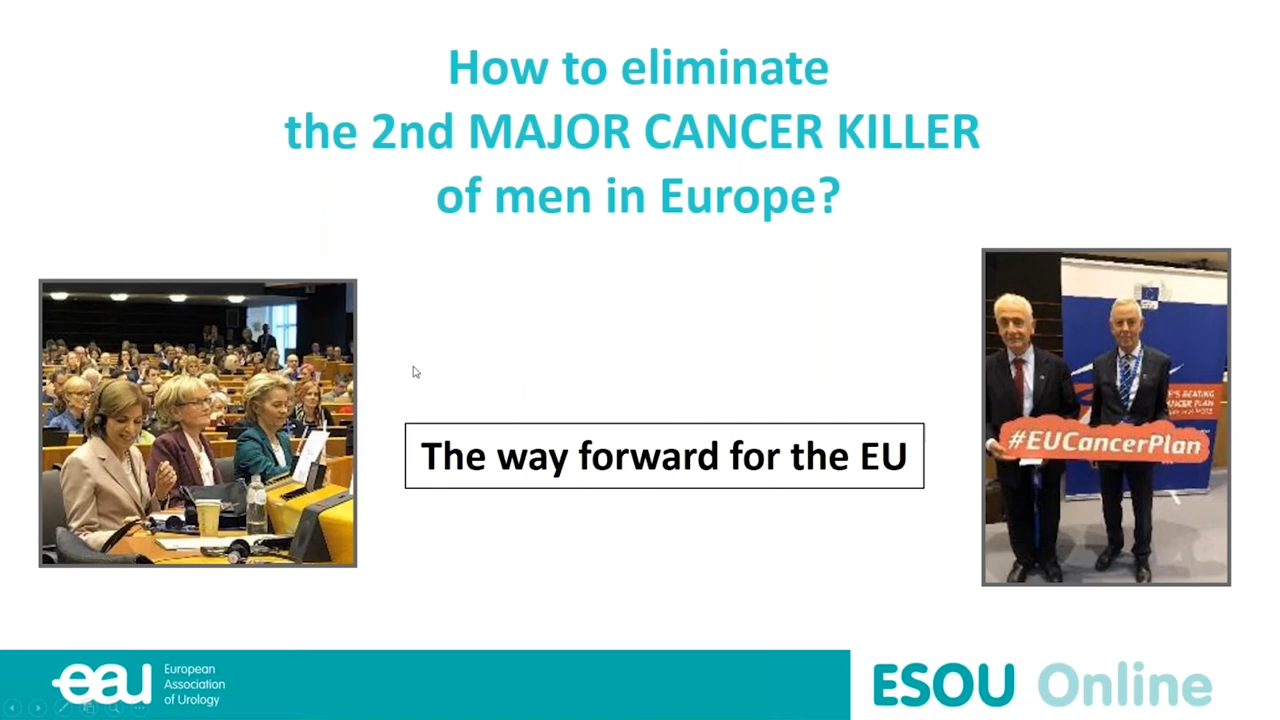 How to eliminate
the 2nd MAJOR CANCER KILLER
of men in Europe?
#EUCancerPlan
The way forward for the EU
eau
European
Association
of Urology
ESOU Online